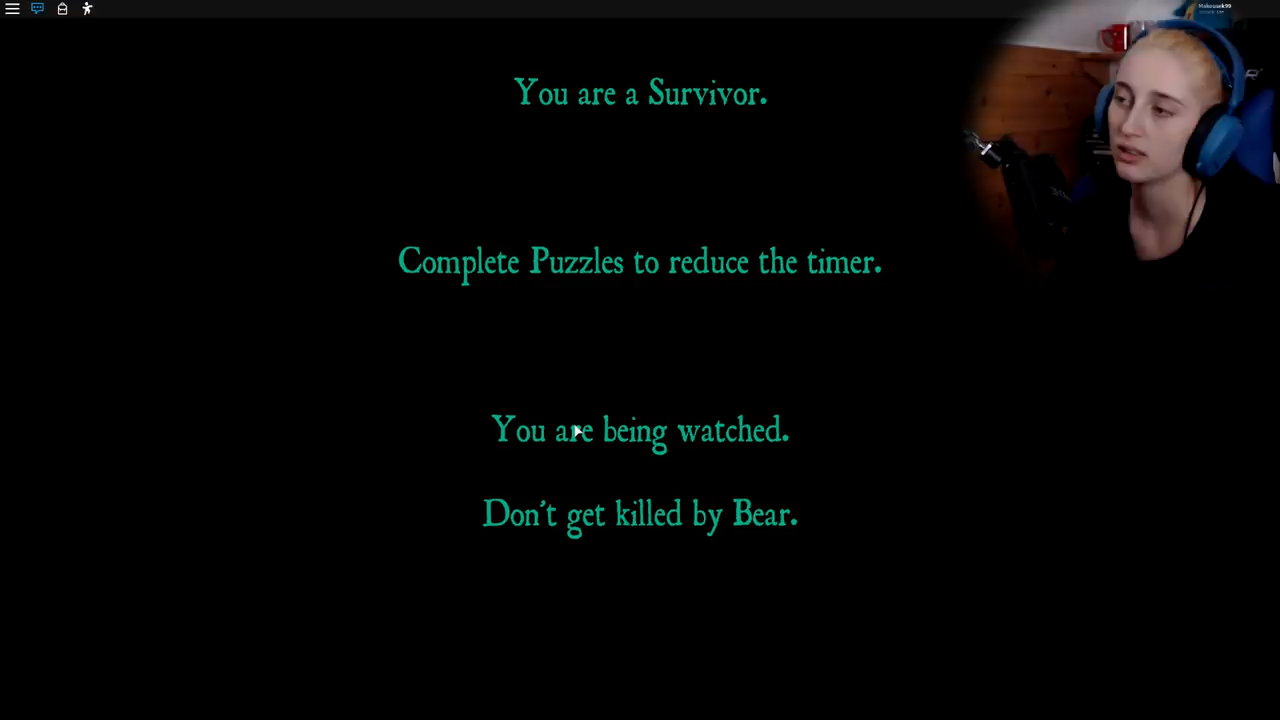 You are a Survivor.
Complete Puzzles to reduce the timer.
You are being watched.
Don't get killed by Bear.